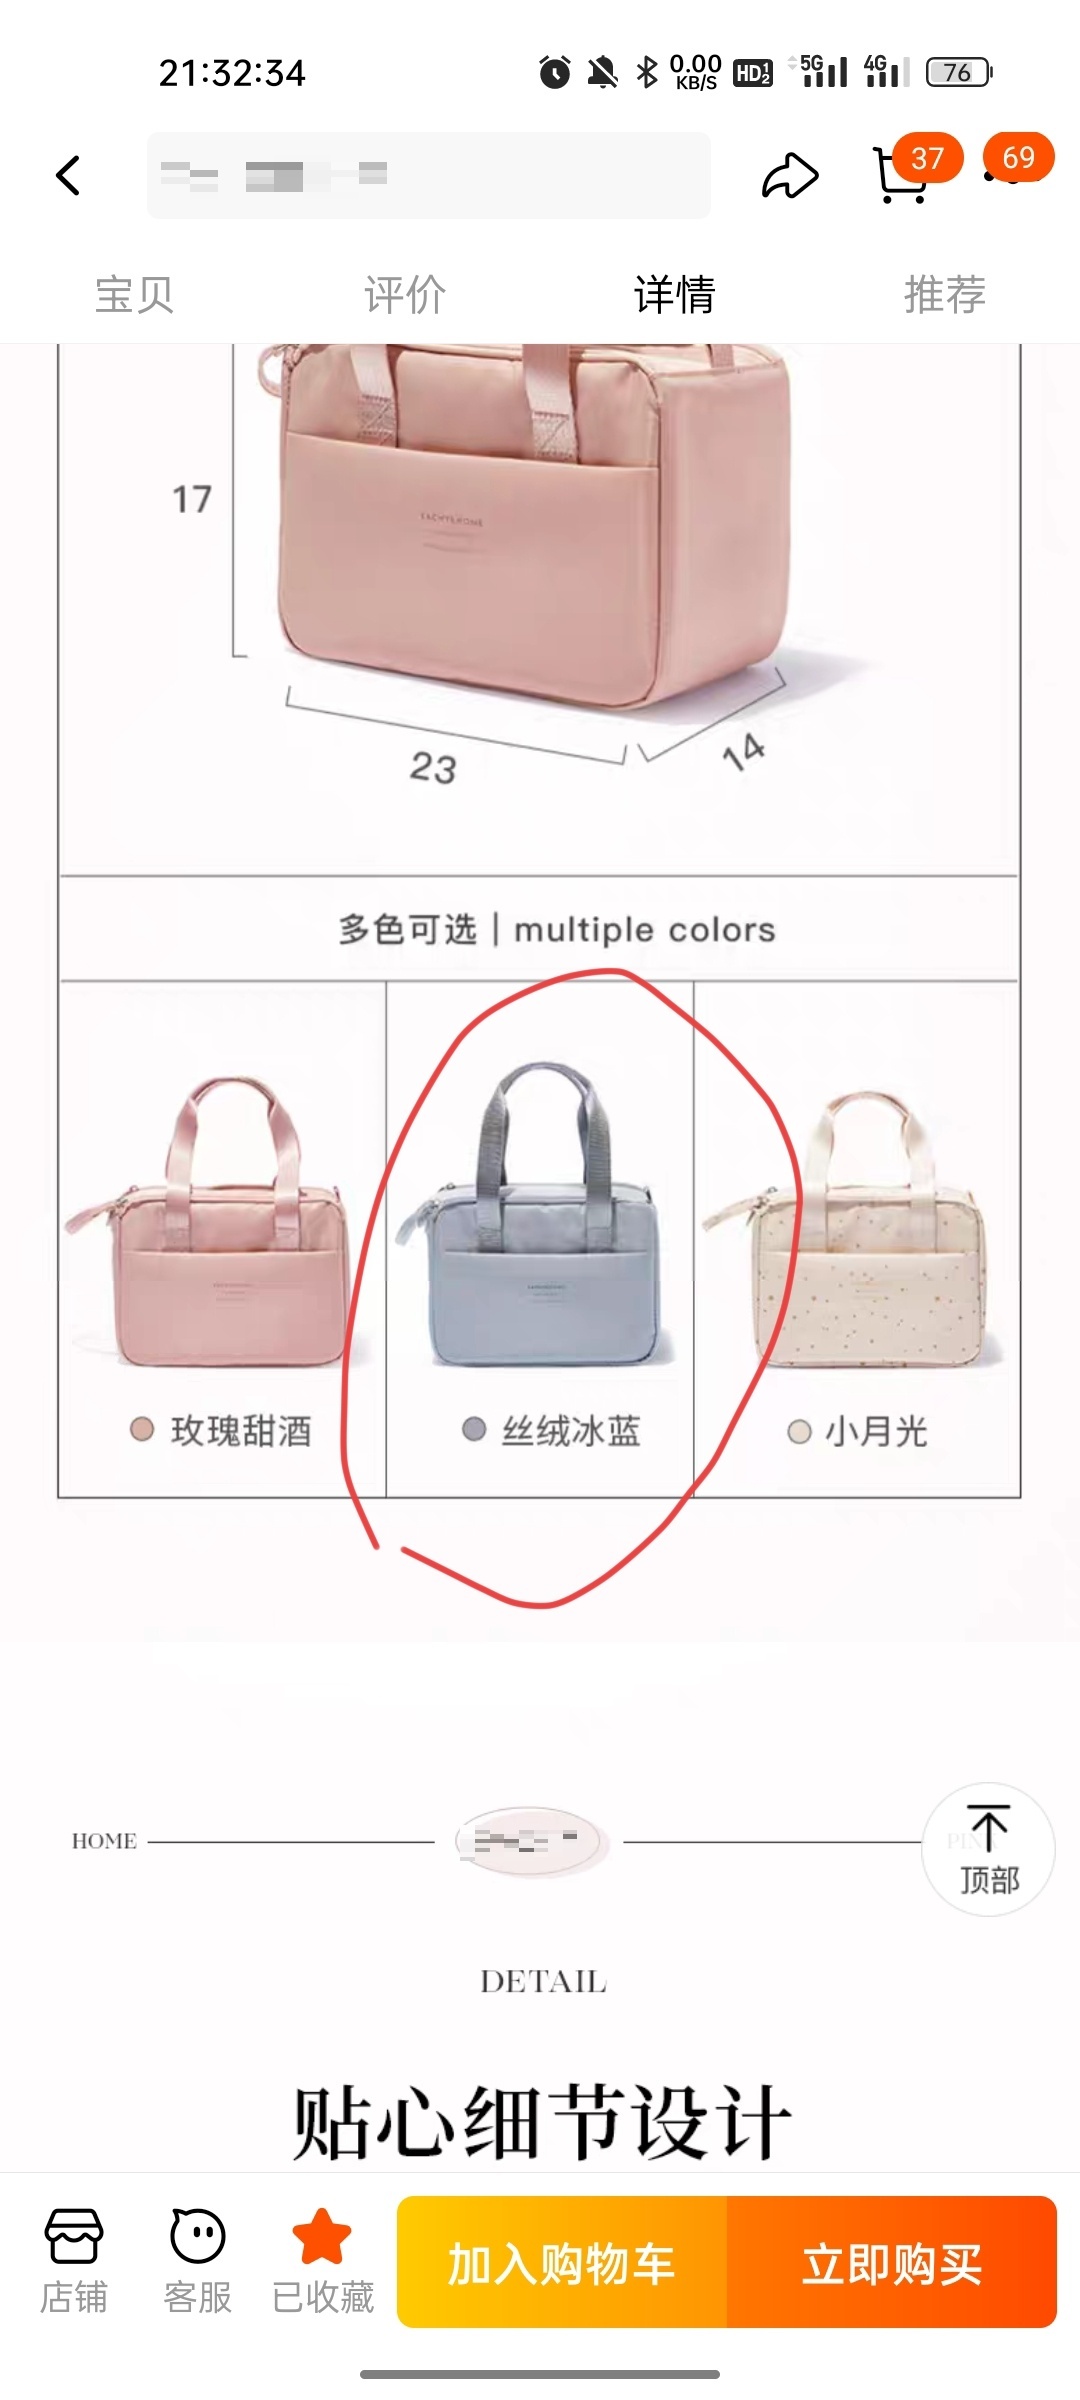 21:32:34 0.00 KB/S HD 1 2 5G 4G 76
37 69
宝贝 评价 详情 推荐
17
23 14
多色可选 | multiple colors
玫瑰甜酒 丝绒冰蓝 小月光
HOME
顶部
DETAIL
贴心细节设计
店铺 客服 已收藏 加入购物车 立即购买